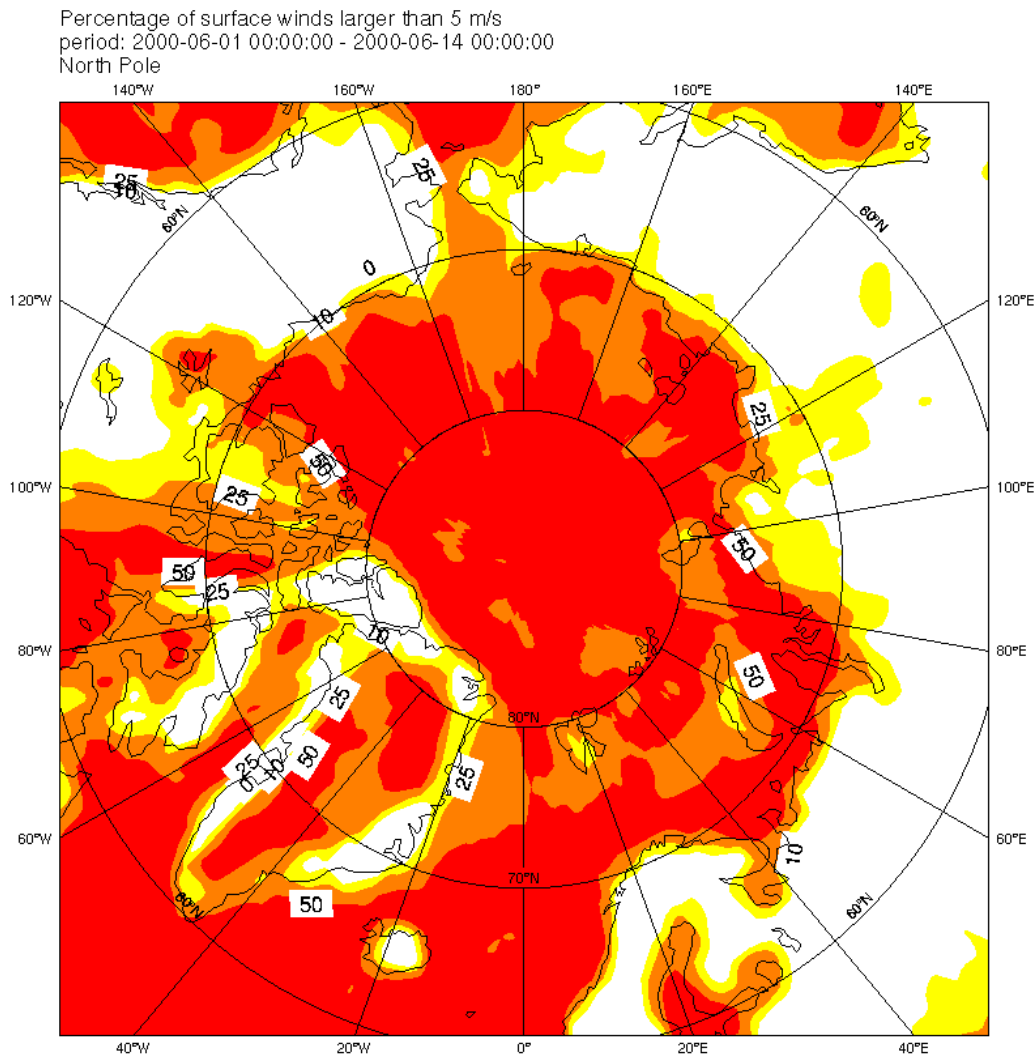 Percentage of surface winds larger than 5 m/s
period: 2000-06-01 00:00:00 - 2000-06-14 00:00:00
North Pole
140°W 160°W 180° 160°E 140°E
25
10
25
60°N
60°N
0
120°W
10
120°E
25
50
100°W
25
100°E
50
50
25
10
80°W
80°E
25
50
80°N
25
50
25
10
0
60°W
10
60°E
70°N
50
60°N
60°N
40°W 20°W 0° 20°E 40°E